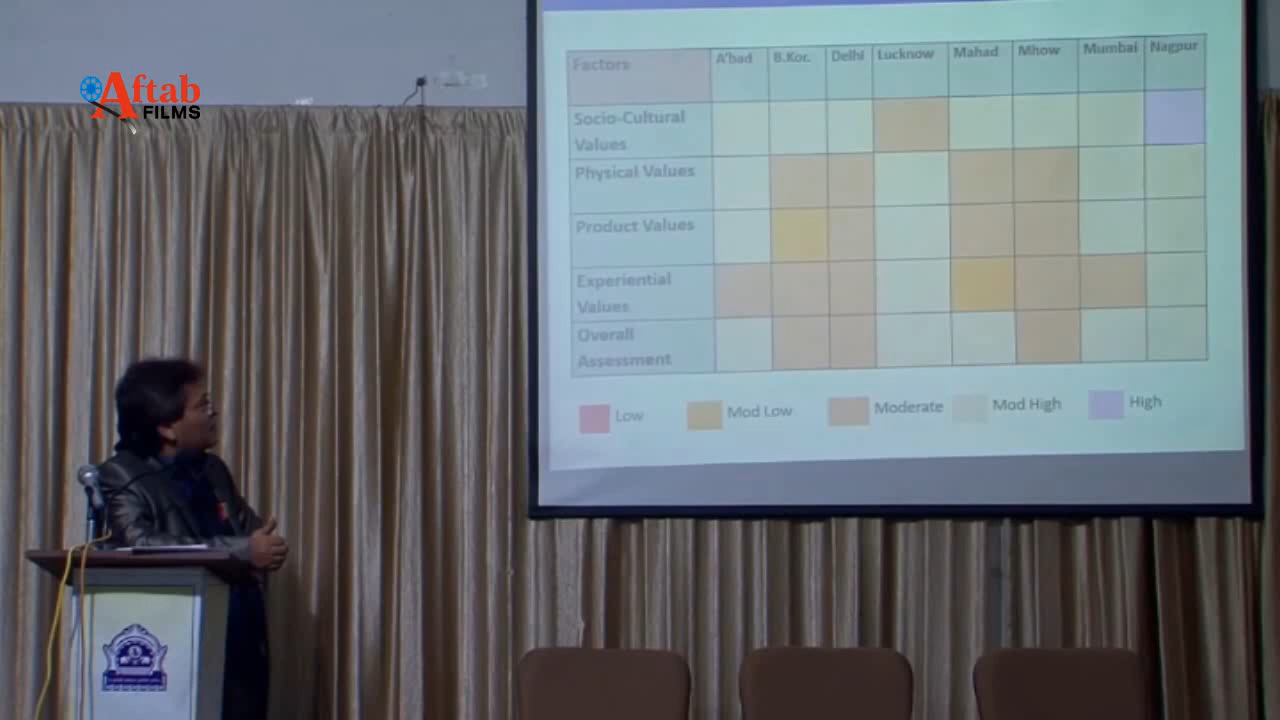 Aftab
FILMS
Factors A'bad B.Kor. Delhi Lucknow Mahad Mhow Mumbai Nagpur
Socio-Cultural
Values
Physical Values
Product Values
Experiential
Values
Overall
Assessment
Low Mod Low Moderate Mod High High